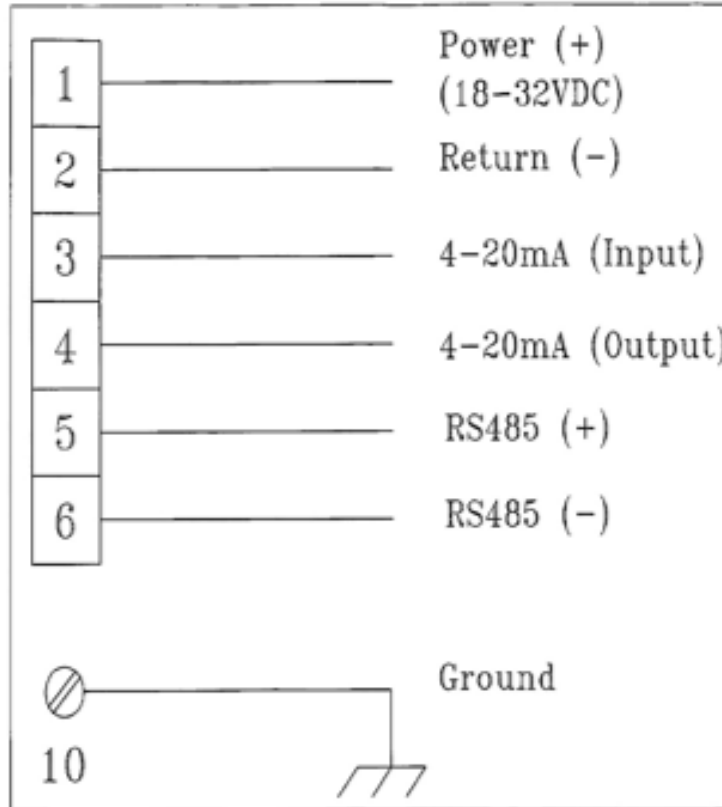 1 Power (+)
(18-32VDC)
2 Return (-)
3 4-20mA (Input)
4 4-20mA (Output)
5 RS485 (+)
6 RS485 (-)
Ground
10